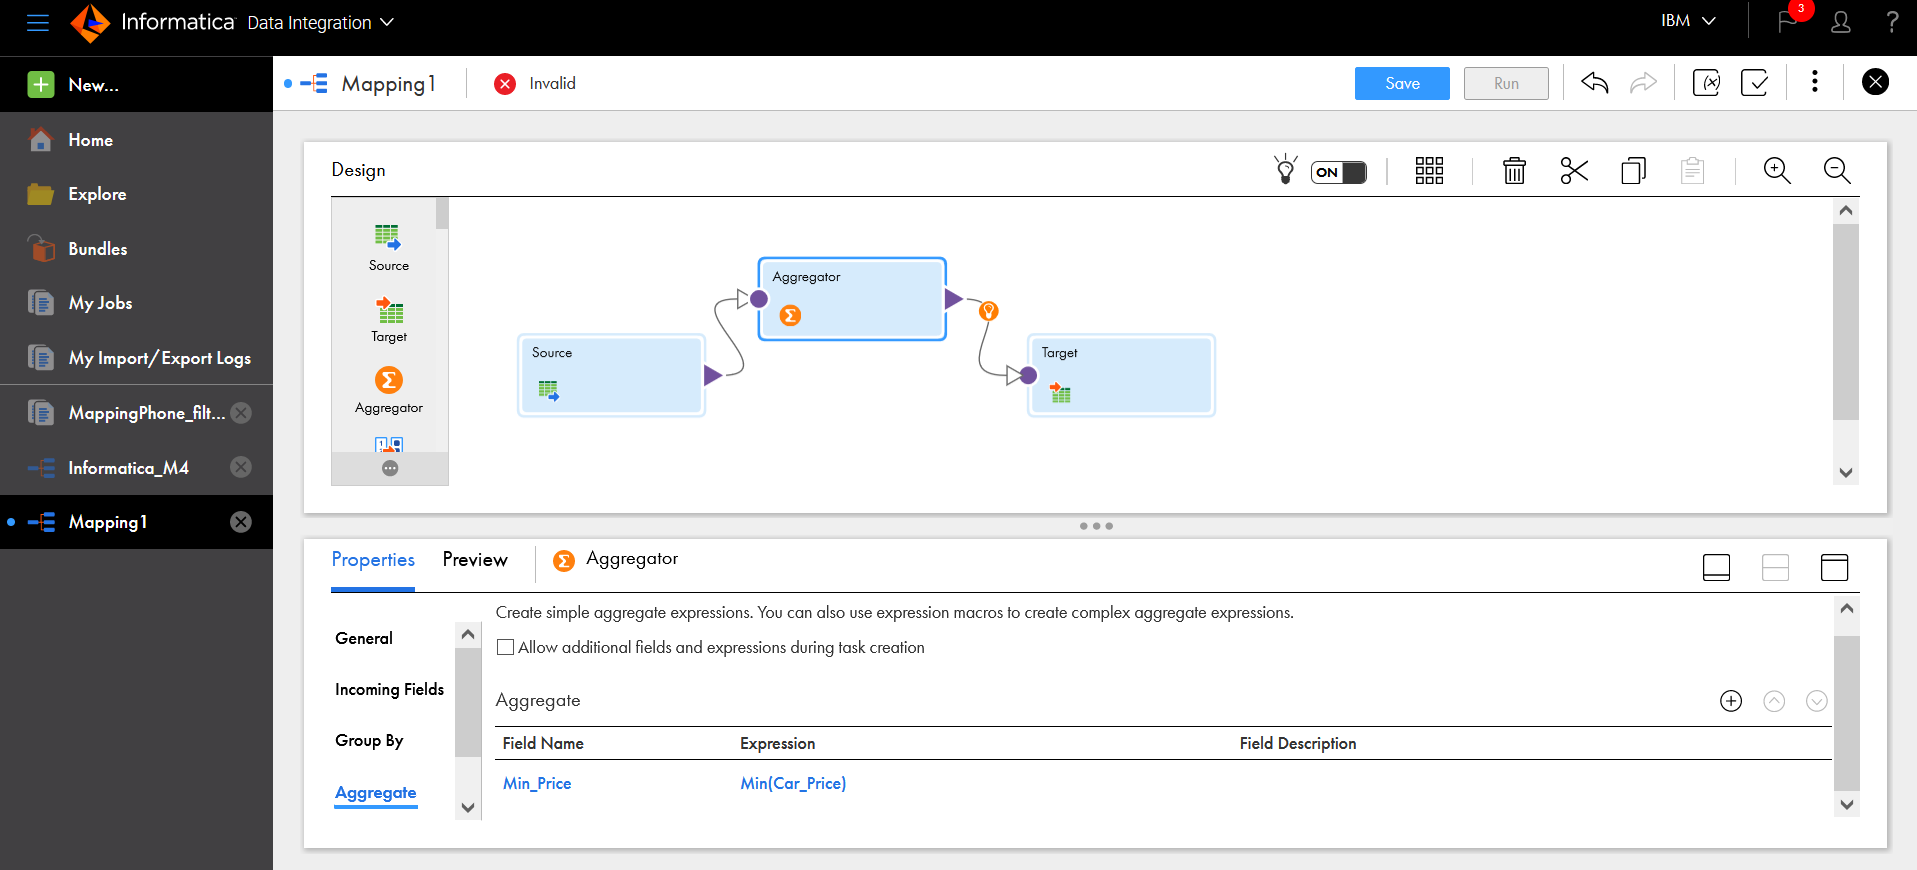 Informatica Data Integration
IBM
3
?
New...
Home
Explore
Bundles
My Jobs
My Import/Export Logs
MappingPhone_filt...
Informatica_M4
Mapping1
Mapping1
Invalid
Save
Run
(x)
Design
ON
Source
Target
Σ
Aggregator
1
Source
Aggregator
Σ
Target
Properties
Preview
Σ
Aggregator
General
Incoming Fields
Group By
Aggregate
Create simple aggregate expressions. You can also use expression macros to create complex aggregate expressions.
Allow additional fields and expressions during task creation
Aggregate
Field Name Expression Field Description
Min_Price Min(Car_Price)